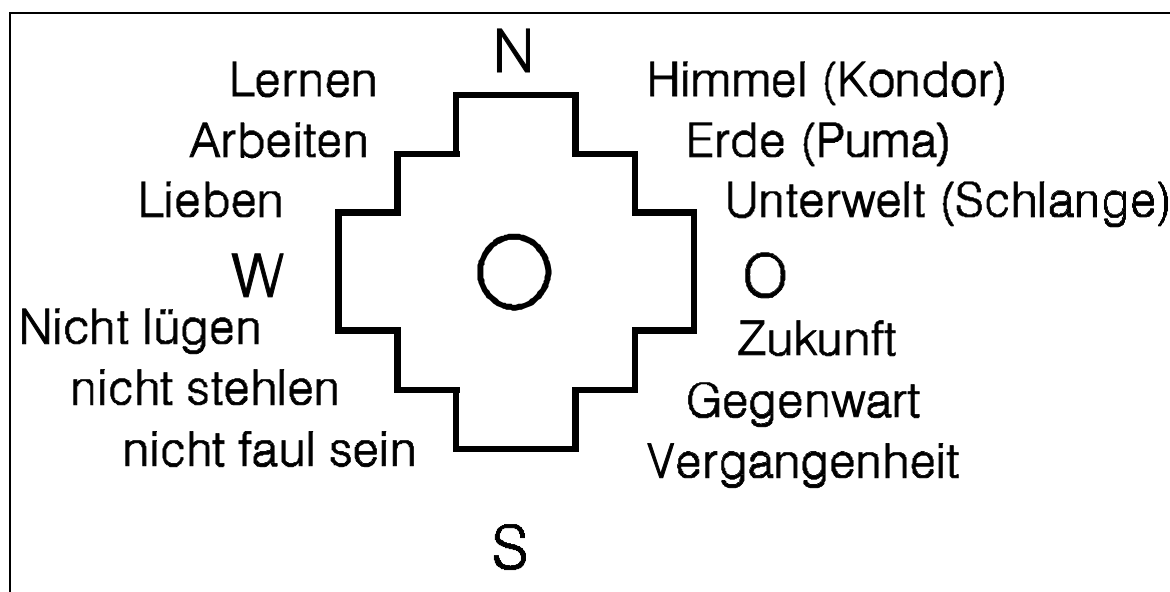 N
Lernen
Himmel (Kondor)
Arbeiten
Erde (Puma)
Lieben
Unterwelt (Schlange)
W
O
Nicht lügen
Zukunft
nicht stehlen
Gegenwart
nicht faul sein
Vergangenheit
S